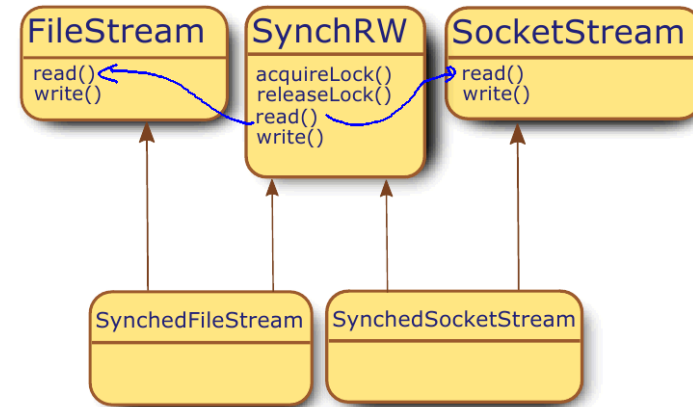 FileStream
read()
write()
SynchRW
acquireLock()
releaseLock()
read()
write()
SocketStream
read()
write()
SynchedFileStream
SynchedSocketStream